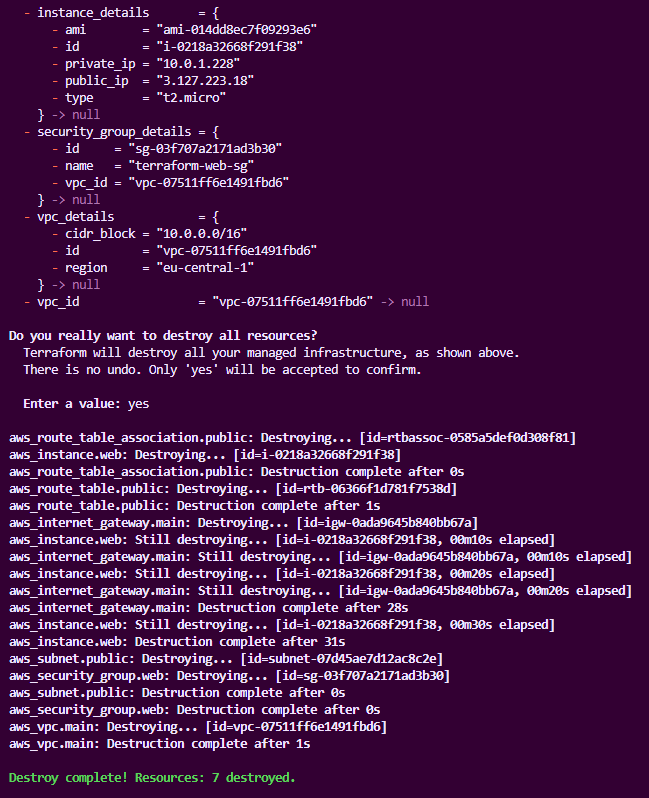 - instance_details       = {
- ami        = "ami-014dd8ec7f09293e6"
- id         = "i-0218a32668f291f38"
- private_ip = "10.0.1.228"
- public_ip  = "3.127.223.18"
- type       = "t2.micro"
} -> null
- security_group_details = {
- id     = "sg-03f707a2171ad3b30"
- name   = "terraform-web-sg"
- vpc_id = "vpc-07511ff6e1491fbd6"
} -> null
- vpc_details            = {
- cidr_block = "10.0.0.0/16"
- id         = "vpc-07511ff6e1491fbd6"
- region     = "eu-central-1"
} -> null
- vpc_id                 = "vpc-07511ff6e1491fbd6" -> null
Do you really want to destroy all resources?
Terraform will destroy all your managed infrastructure, as shown above.
There is no undo. Only 'yes' will be accepted to confirm.
Enter a value: yes
aws_route_table_association.public: Destroying... [id=rtbassoc-0585a5def0d308f81]
aws_instance.web: Destroying... [id=i-0218a32668f291f38]
aws_route_table_association.public: Destruction complete after 0s
aws_route_table.public: Destroying... [id=rtb-06366f1d781f7538d]
aws_route_table.public: Destruction complete after 1s
aws_internet_gateway.main: Destroying... [id=igw-0ada9645b840bb67a]
aws_instance.web: Still destroying... [id=i-0218a32668f291f38, 00m10s elapsed]
aws_internet_gateway.main: Still destroying... [id=igw-0ada9645b840bb67a, 00m10s elapsed]
aws_instance.web: Still destroying... [id=i-0218a32668f291f38, 00m20s elapsed]
aws_internet_gateway.main: Still destroying... [id=igw-0ada9645b840bb67a, 00m20s elapsed]
aws_internet_gateway.main: Destruction complete after 28s
aws_instance.web: Still destroying... [id=i-0218a32668f291f38, 00m30s elapsed]
aws_instance.web: Destruction complete after 31s
aws_subnet.public: Destroying... [id=subnet-07d45ae7d12ac8c2e]
aws_security_group.web: Destroying... [id=sg-03f707a2171ad3b30]
aws_subnet.public: Destruction complete after 0s
aws_security_group.web: Destruction complete after 0s
aws_vpc.main: Destroying... [id=vpc-07511ff6e1491fbd6]
aws_vpc.main: Destruction complete after 1s
Destroy complete! Resources: 7 destroyed.